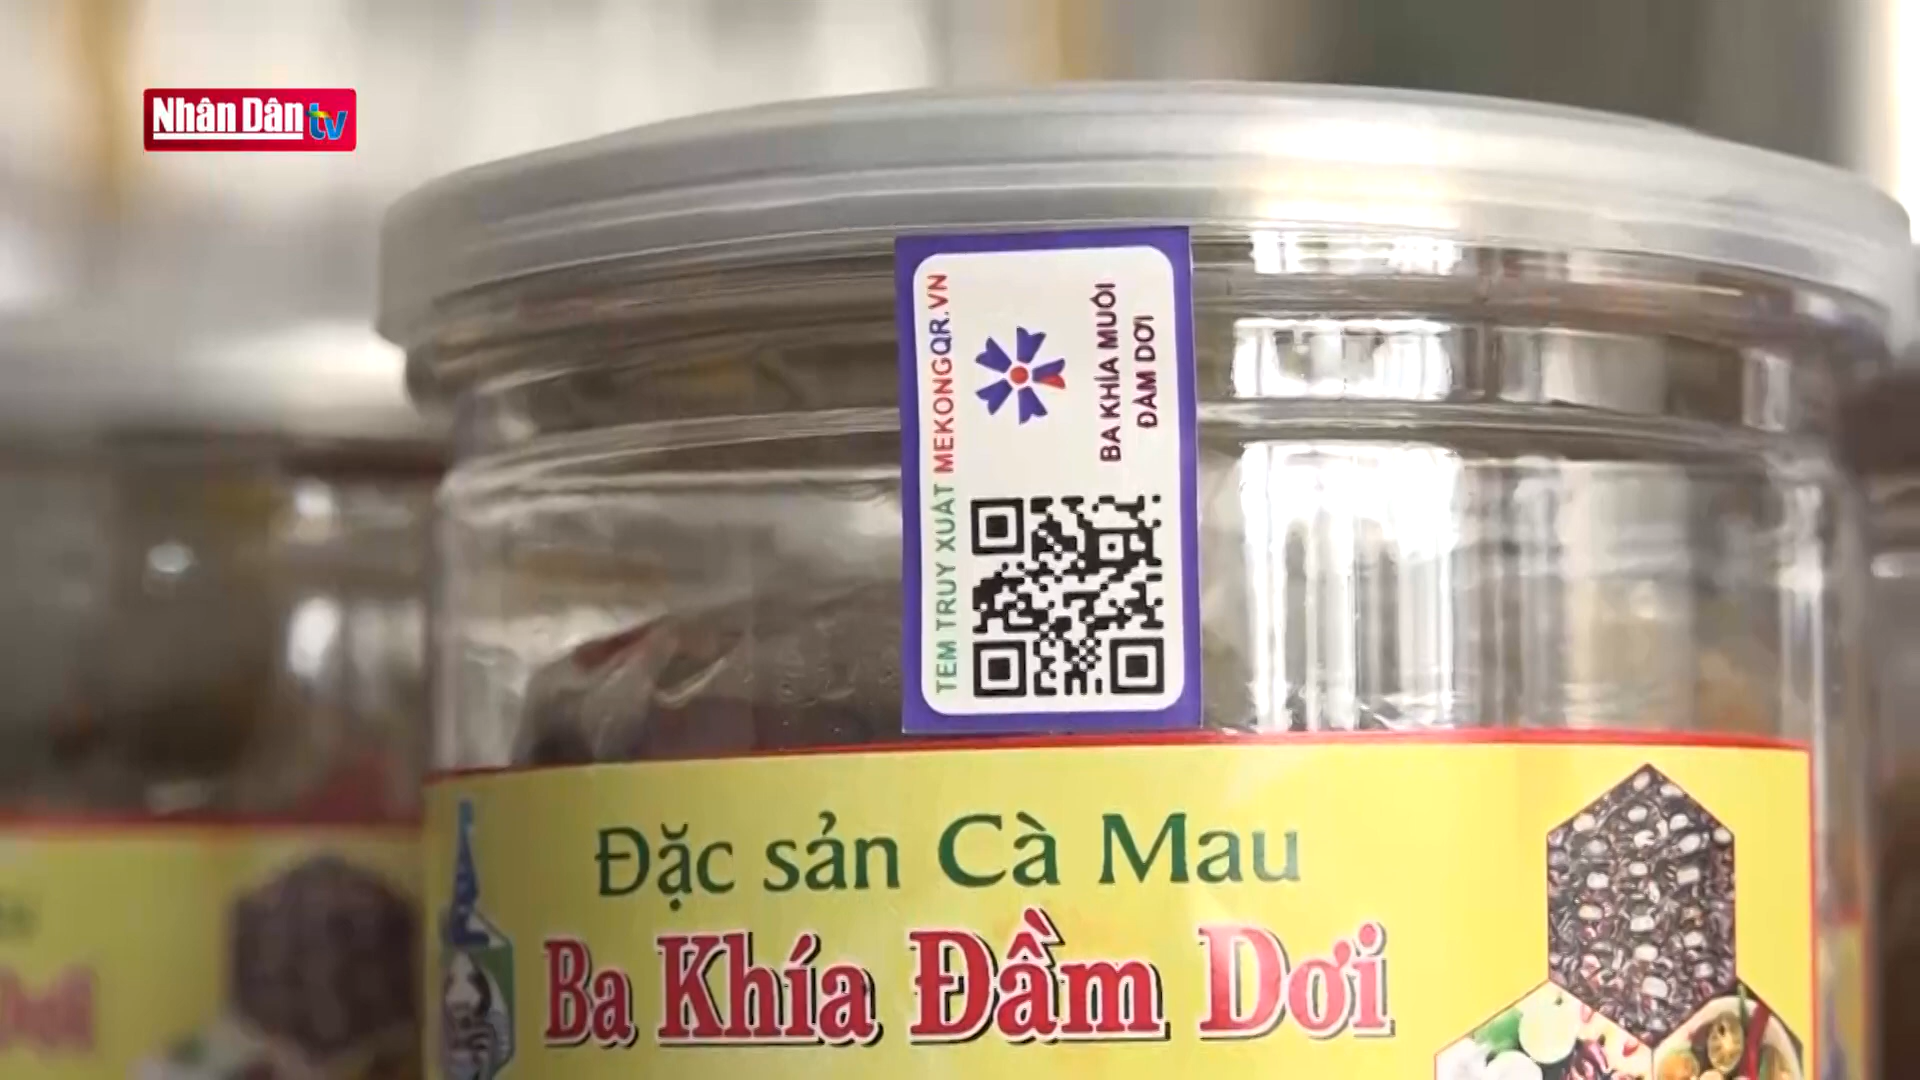 Nhân Dân tv
TEM TRUY XUẤT MEKONGQR.VN
BA KHÍA MUỐI
ĐẦM DƠI
Đặc sản Cà Mau
Ba Khía Đầm Dơi